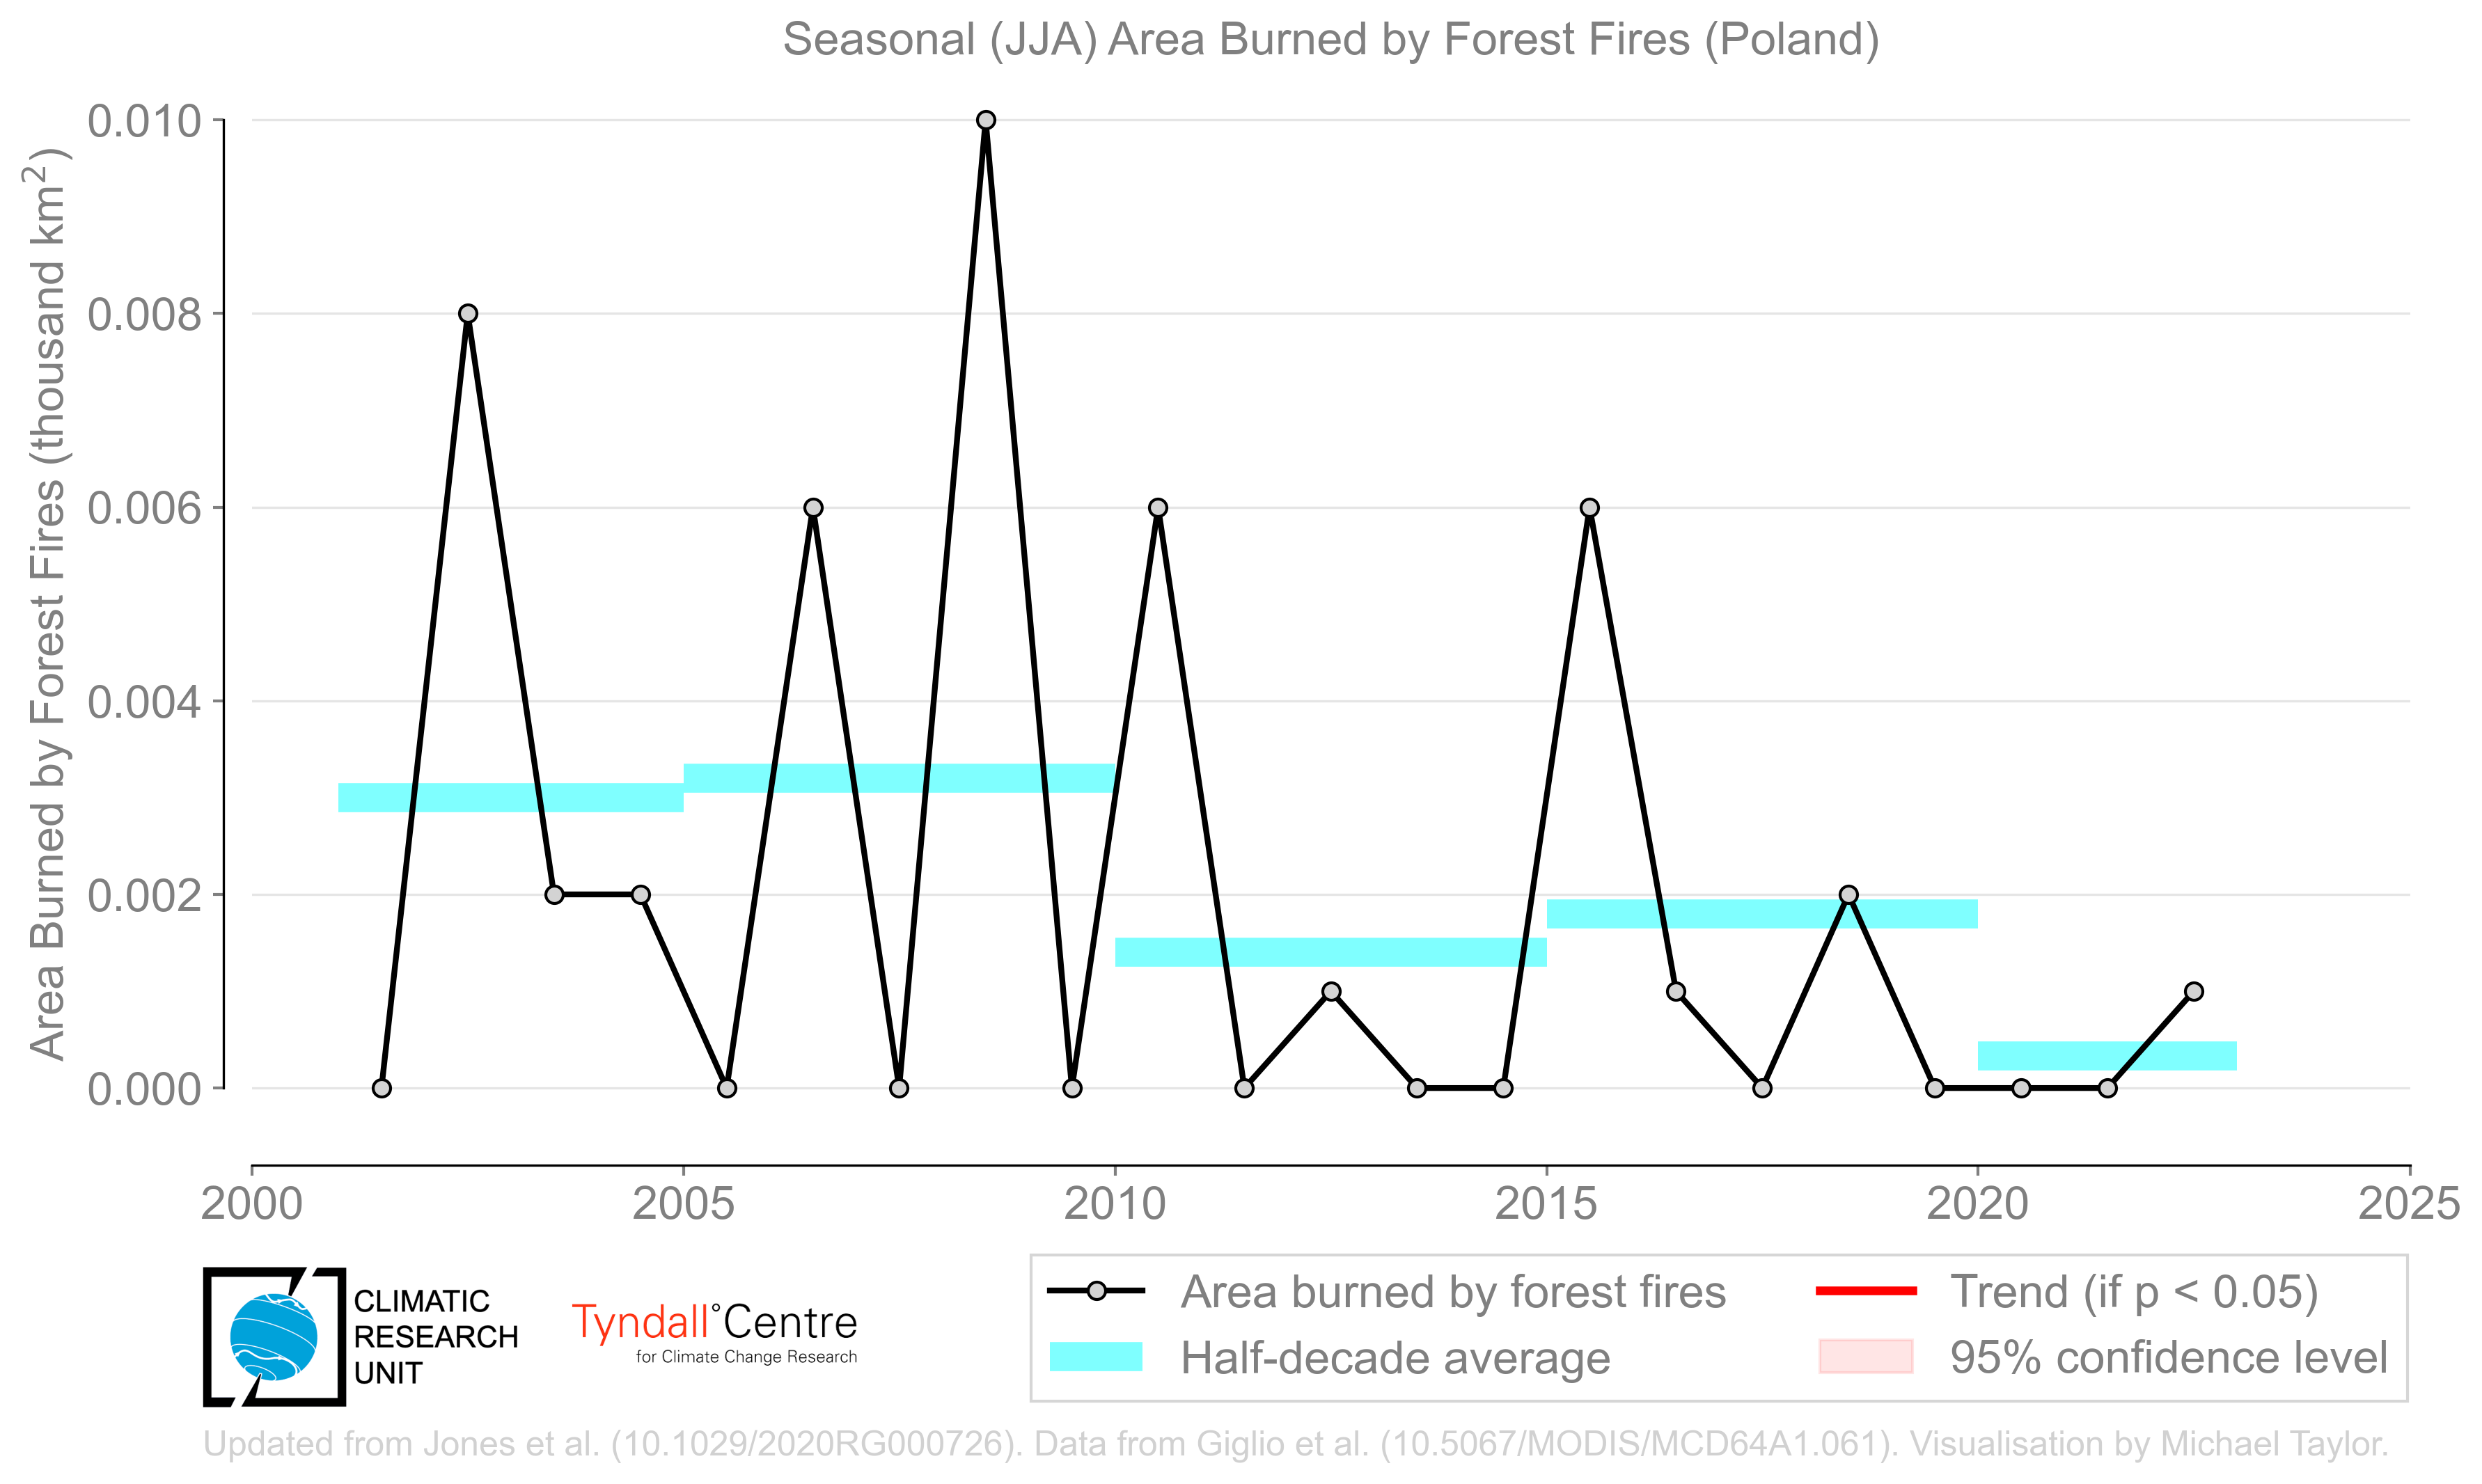 Seasonal (JJA) Area Burned by Forest Fires (Poland)
Area Burned by Forest Fires (thousand km²)
0.010
0.008
0.006
0.004
0.002
0.000
2000 2005 2010 2015 2020 2025
CLIMATIC
RESEARCH
UNIT
Tyndall°Centre
for Climate Change Research
Area burned by forest fires
Half-decade average
Trend (if p < 0.05)
95% confidence level
Updated from Jones et al. (10.1029/2020RG000726). Data from Giglio et al. (10.5067/MODIS/MCD64A1.061). Visualisation by Michael Taylor.